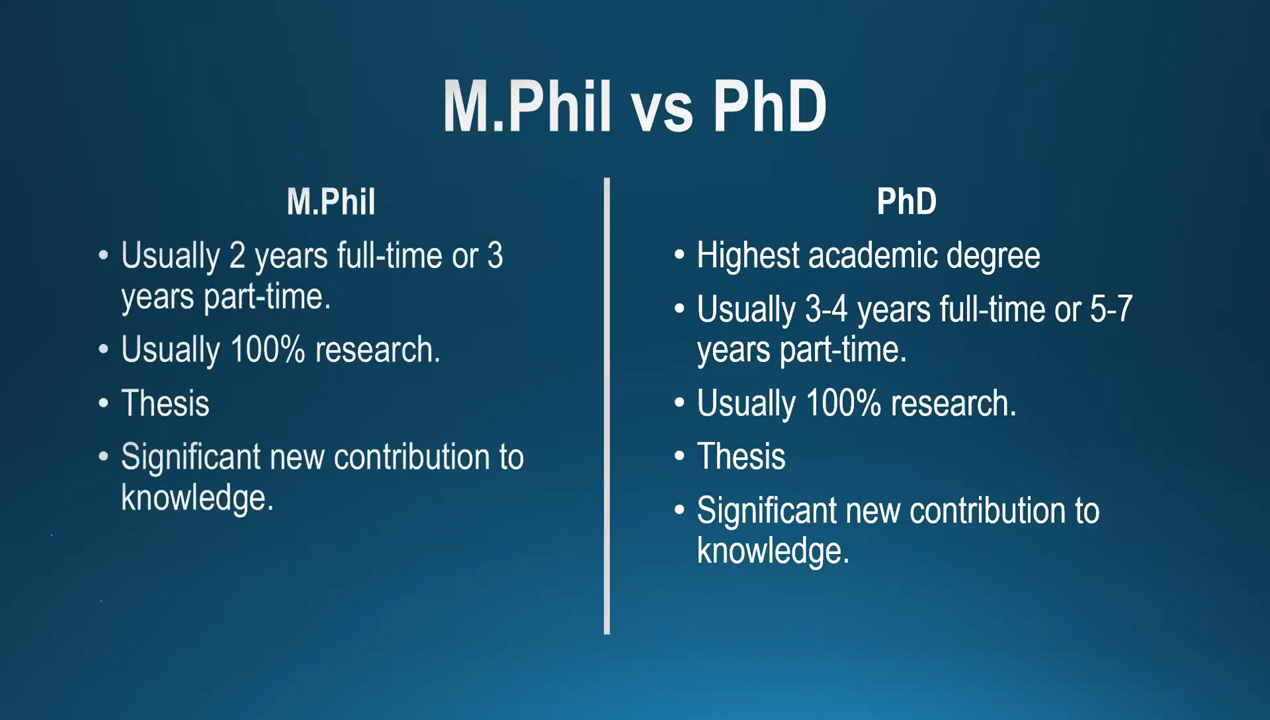 M.Phil vs PhD
M.Phil
• Usually 2 years full-time or 3
years part-time.
• Usually 100% research.
• Thesis
• Significant new contribution to
knowledge.
PhD
• Highest academic degree
• Usually 3-4 years full-time or 5-7
years part-time.
• Usually 100% research.
• Thesis
• Significant new contribution to
knowledge.